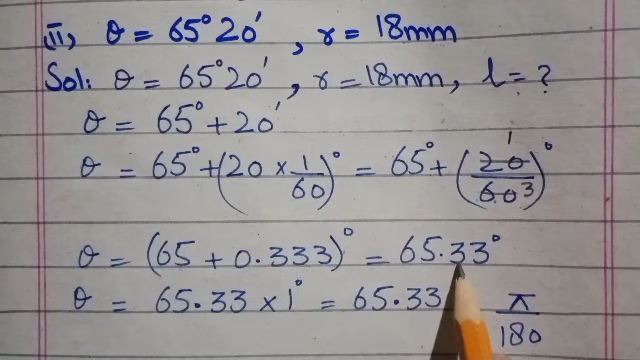 (ii), θ = 65°20', r = 18mm
Sol: θ = 65°20', r = 18mm, l = ?
θ = 65° + 20'
θ = 65° + (20 × 1/60)° = 65° + (20/60 1 3)°
θ = (65 + 0.333)° = 65.33°
θ = 65.33 × 1° = 65.33 π/180